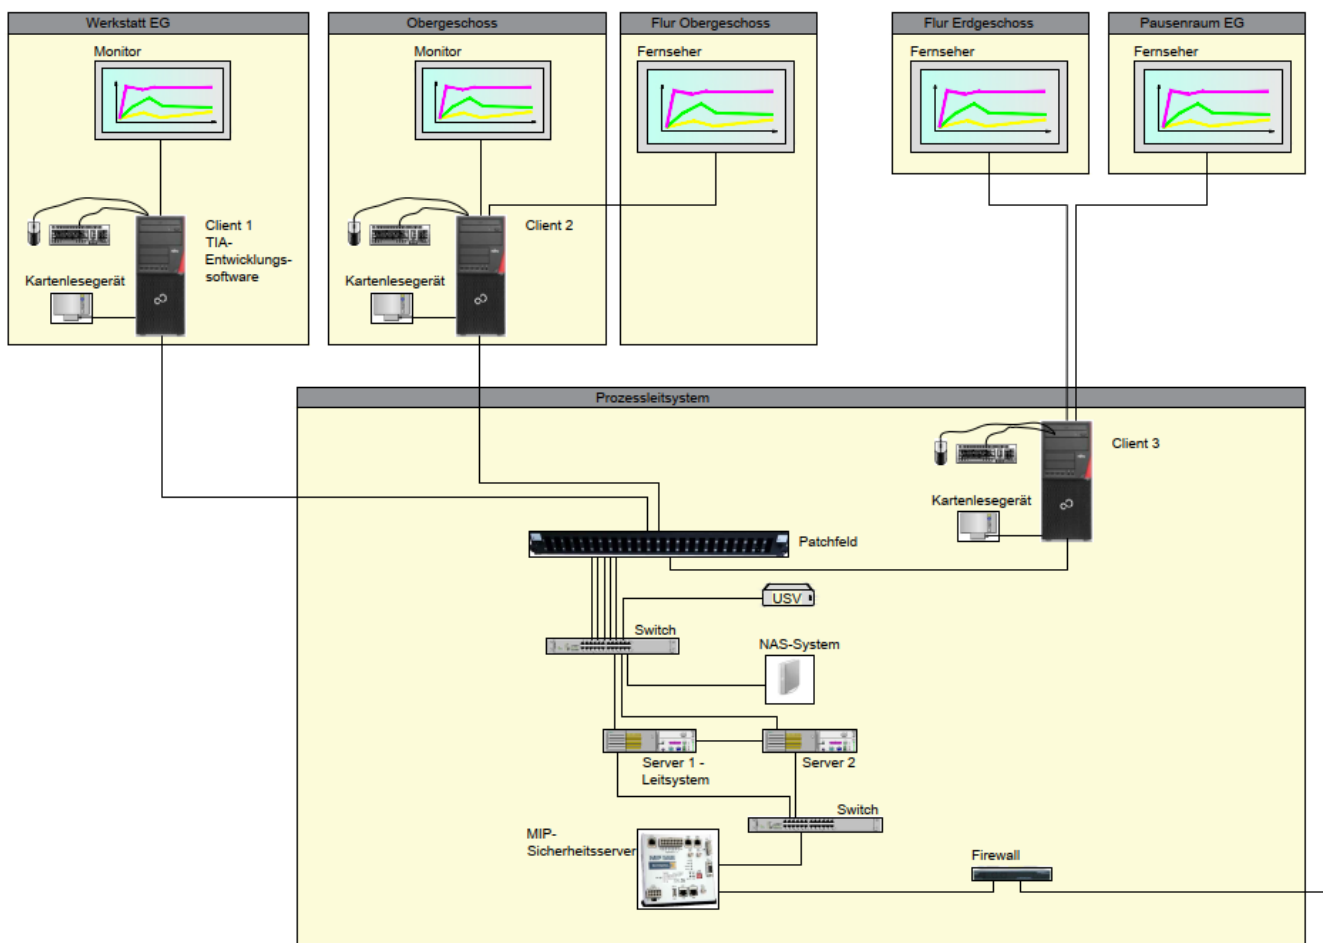 Werkstatt EG
Obergeschoss
Flur Obergeschoss
Flur Erdgeschoss
Pausenraum EG
Monitor
Monitor
Fernseher
Fernseher
Fernseher
Client 1
TIA-
Entwicklungs-
software
Kartenlesegerät
Client 2
Kartenlesegerät
Prozessleitsystem
Client 3
Kartenlesegerät
Patchfeld
USV
Switch
NAS-System
Server 1 -
Leitsystem
Server 2
Switch
MIP-
Sicherheitsserver
Firewall